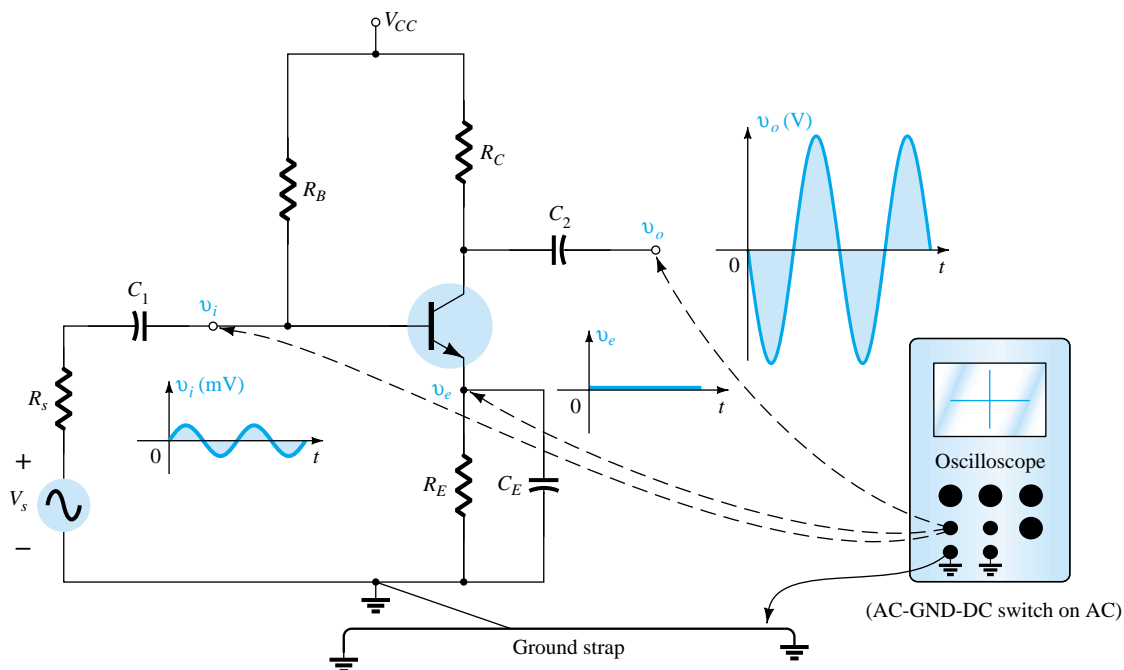 V_CC
υ_o (V)
R_C
R_B
C_2
υ_o
0
t
C_1
υ_i
υ_e
υ_i (mV)
R_s
0
t
υ_e
0
t
Oscilloscope
+
V_s
−
R_E
C_E
(AC-GND-DC switch on AC)
Ground strap